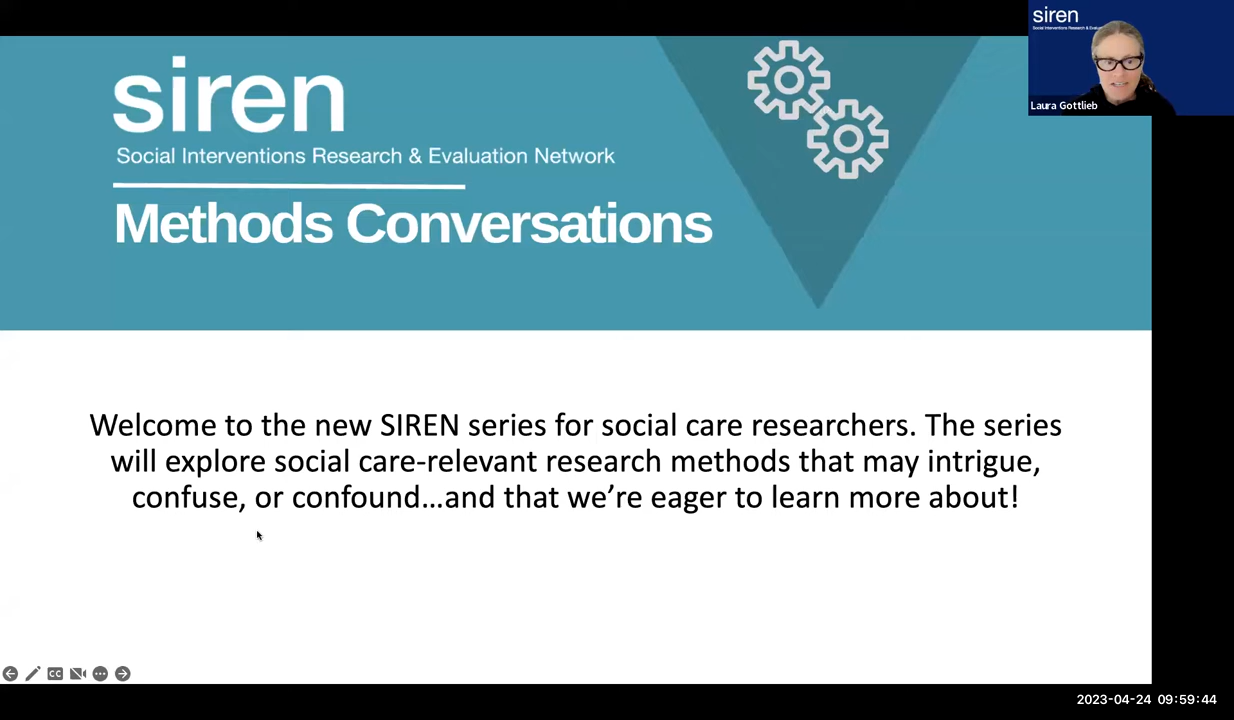 siren
Social Interventions Research & Evaluation Network
Methods Conversations
siren
Laura Gottlieb
Welcome to the new SIREN series for social care researchers. The series
will explore social care-relevant research methods that may intrigue,
confuse, or confound…and that we’re eager to learn more about!
CC
2023-04-24 09:59:44